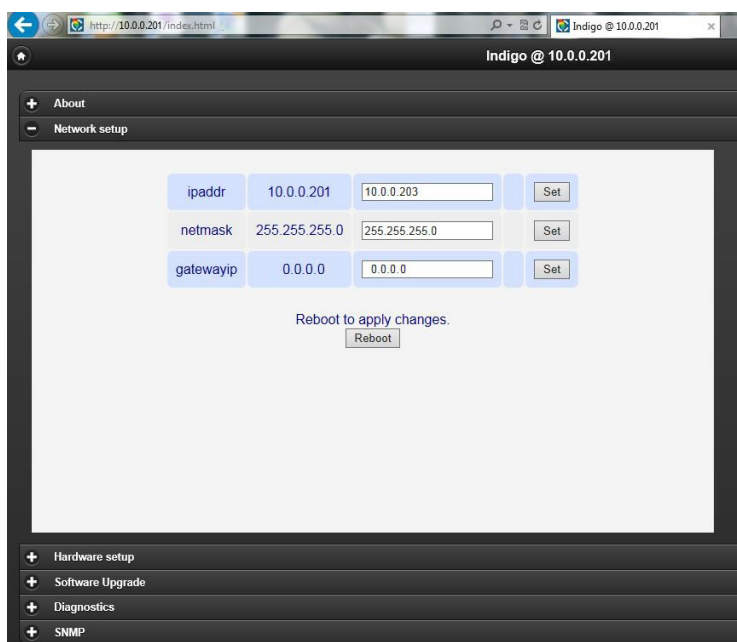 http://10.0.0.201/index.html
Indigo @ 10.0.0.201
Indigo @ 10.0.0.201
About
Network setup
ipaddr 10.0.0.201 10.0.0.203 Set
netmask 255.255.255.0 255.255.255.0 Set
gatewayip 0.0.0.0 0.0.0.0 Set
Reboot to apply changes.
Reboot
Hardware setup
Software Upgrade
Diagnostics
SNMP